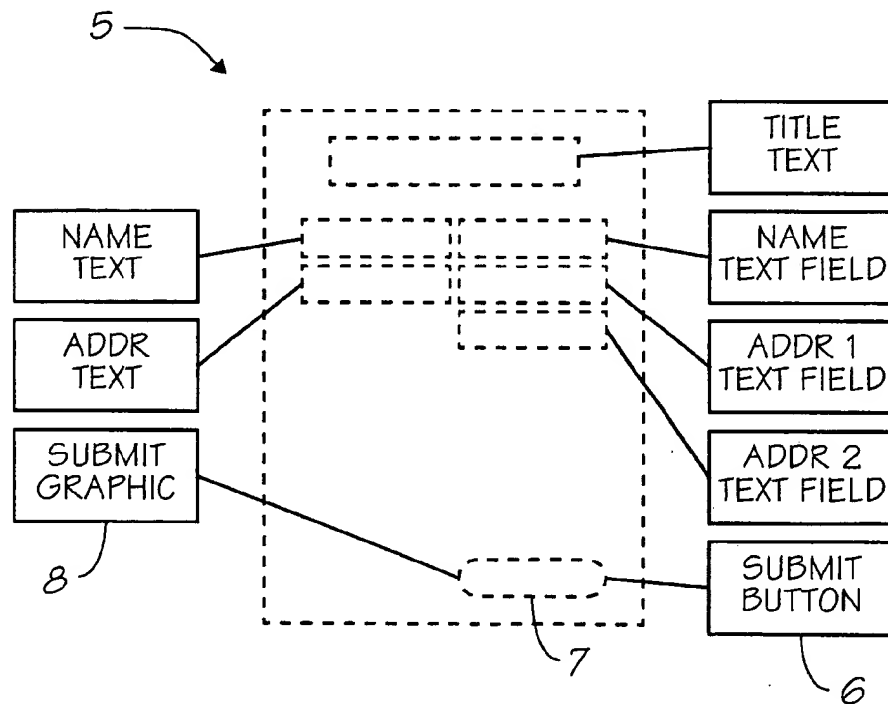 5
TITLE
TEXT
NAME
TEXT
NAME
TEXT FIELD
ADDR
TEXT
ADDR 1
TEXT FIELD
SUBMIT
GRAPHIC
ADDR 2
TEXT FIELD
8
SUBMIT
BUTTON
7
6